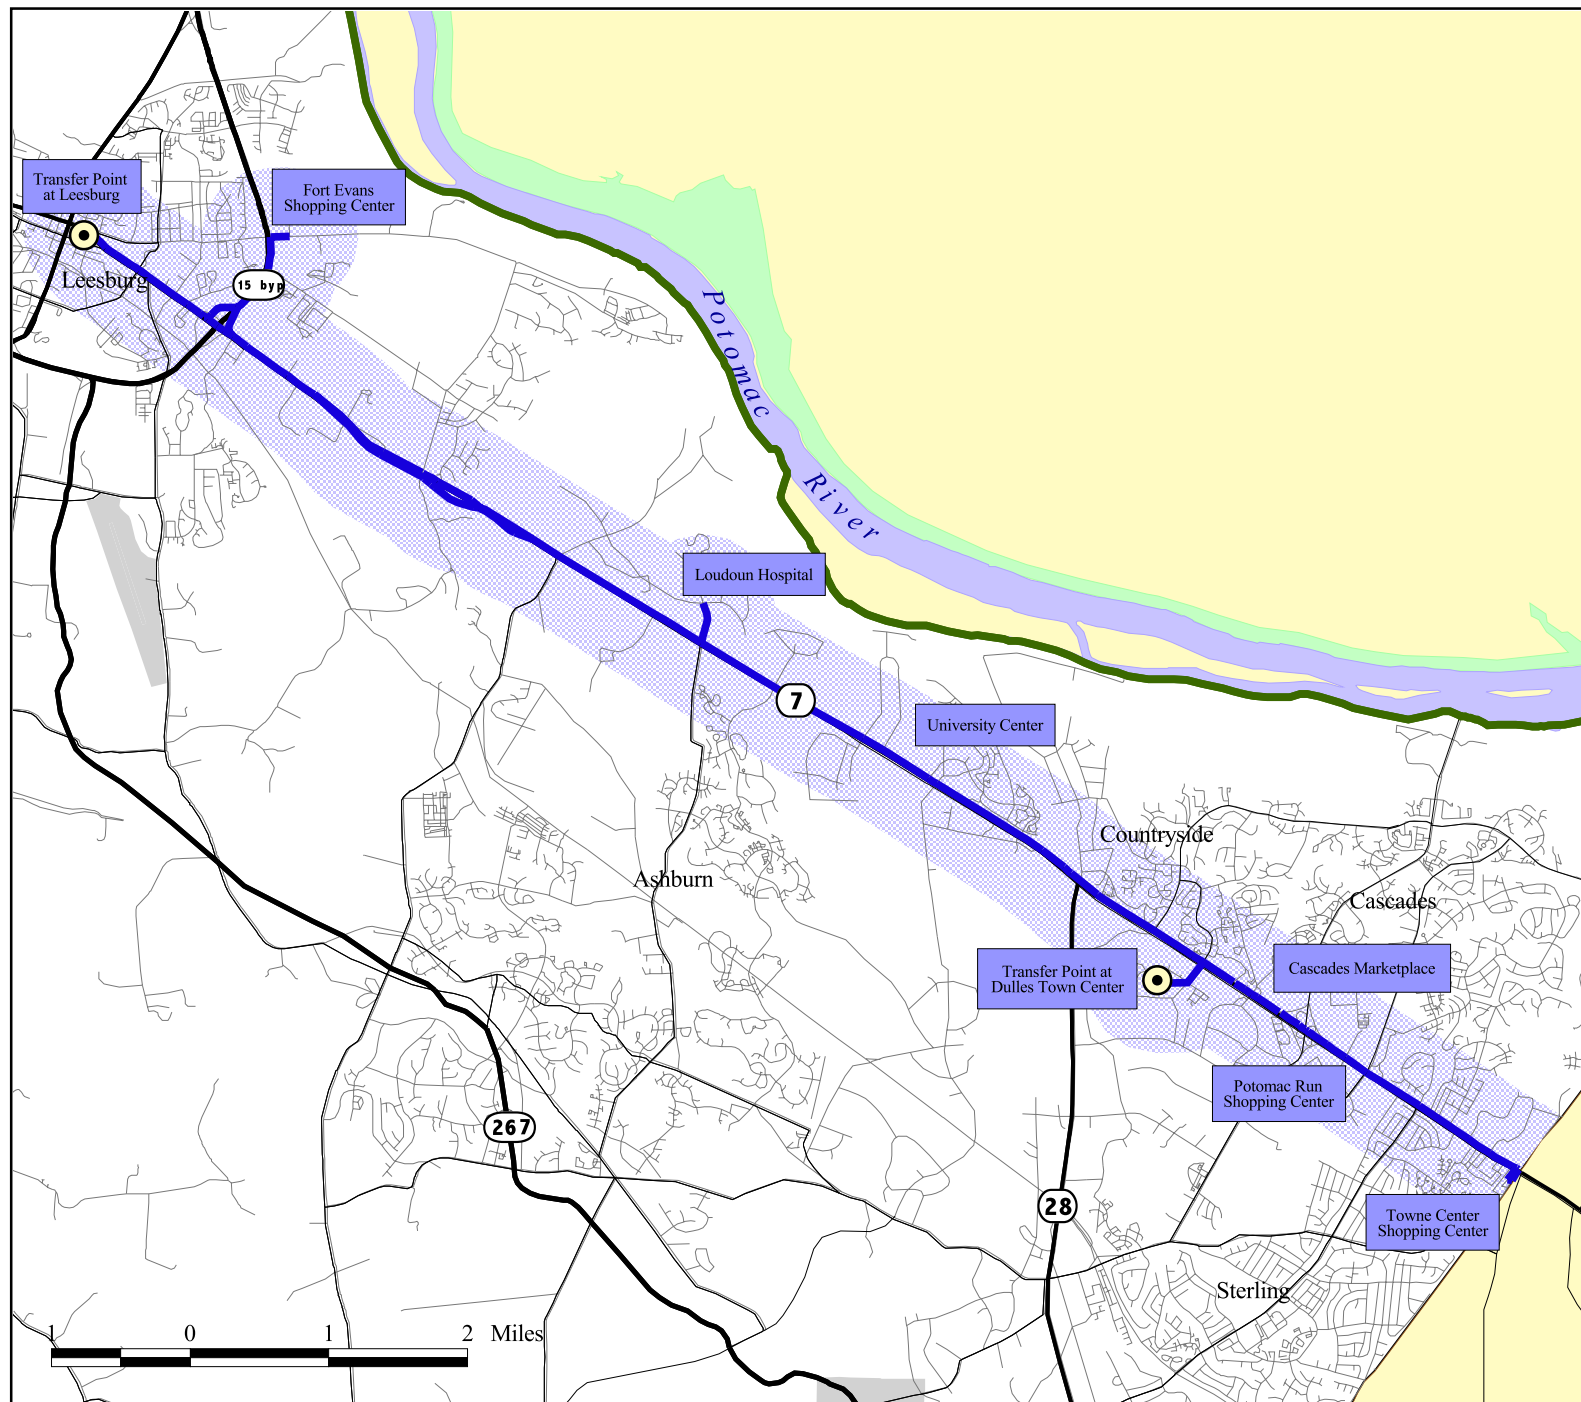 Transfer Point
at Leesburg
Fort Evans
Shopping Center
Leesburg
15 byp
Potomac
River
Loudoun Hospital
7
University Center
Countryside
Ashburn
Cascades
Transfer Point at
Dulles Town Center
Cascades Marketplace
Potomac Run
Shopping Center
267
28
Towne Center
Shopping Center
Sterling
1 0 1 2 Miles